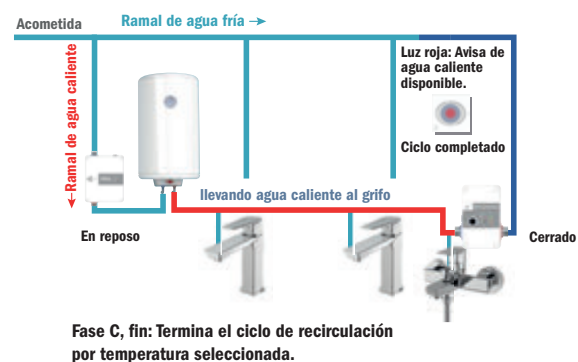 Acometida
Ramal de agua fría →
←Ramal de agua caliente
Luz roja: Avisa de
agua caliente
disponible.
Ciclo completado
llevando agua caliente al grifo
En reposo
Cerrado
Fase C, fin: Termina el ciclo de recirculación
por temperatura seleccionada.